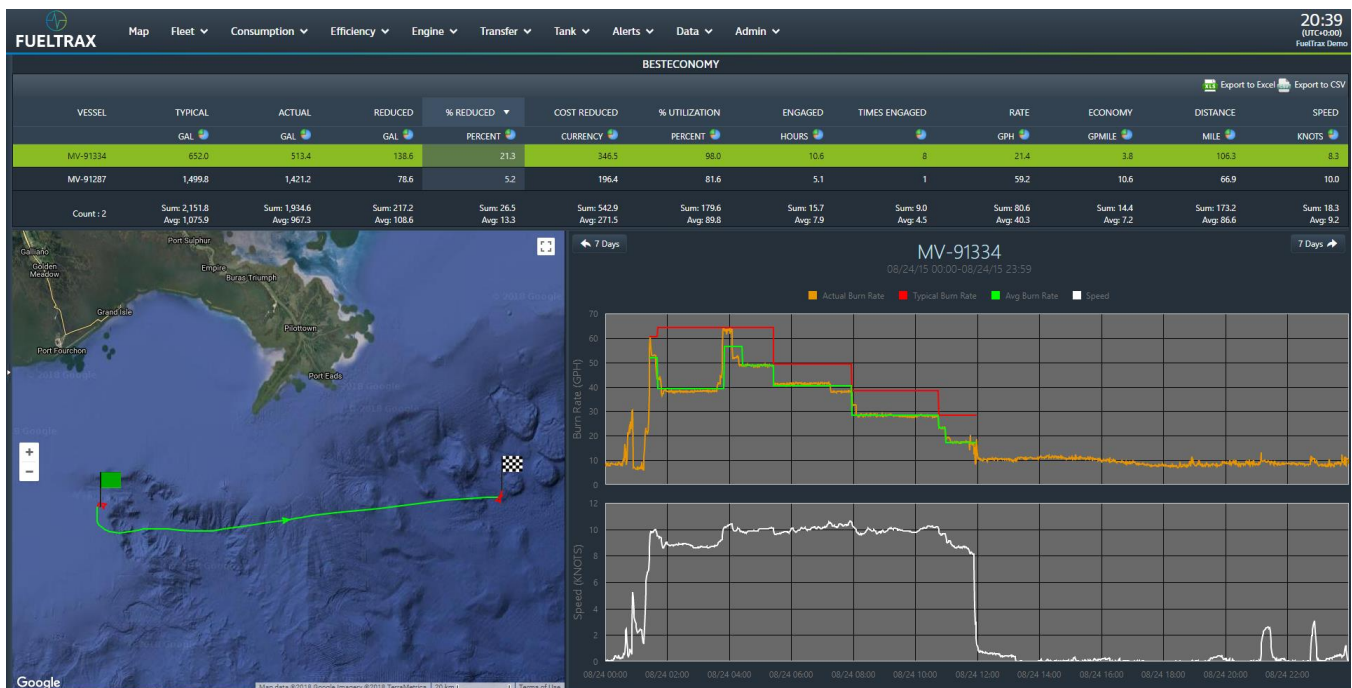 20:39
FUELTRAX Map Fleet Consumption Efficiency Engine Transfer Tank Alerts Data Admin (UTC+0:00)
FuelTrax Demo
BESTECONOMY
Export to Excel Export to CSV
VESSEL TYPICAL ACTUAL REDUCED % REDUCED ▼ COST REDUCED % UTILIZATION ENGAGED TIMES ENGAGED RATE ECONOMY DISTANCE SPEED
GAL GAL GAL PERCENT CURRENCY PERCENT HOURS GPH GPMILE MILE KNOTS
MV-91334 652.0 513.4 138.6 21.3 346.5 98.0 10.6 8 21.4 3.8 106.3 8.3
MV-91287 1,499.8 1,421.2 78.6 5.2 196.4 81.6 5.1 1 59.2 10.6 66.9 10.0
Count : 2 Sum: 2,151.8 Sum: 1,934.6 Sum: 217.2 Sum: 26.5 Sum: 542.9 Sum: 179.6 Sum: 15.7 Sum: 9.0 Sum: 80.6 Sum: 14.4 Sum: 173.2 Sum: 18.3
Avg: 1,075.9 Avg: 967.3 Avg: 108.6 Avg: 13.3 Avg: 271.5 Avg: 89.8 Avg: 7.9 Avg: 4.5 Avg: 40.3 Avg: 7.2 Avg: 86.6 Avg: 9.2
Port Sulphur
Galliano
Golden
Meadow
Empire
Buras Triumph
Grand Isle
Pilottown
Port Fourchon
Port Eads
+
−
Google
Map data ©2018 Google Imagery ©2018 TerraMetrics 20 km Terms of Use
7 Days
MV-91334
7 Days
08/24/15 00:00-08/24/15 23:59
Actual Burn Rate Typical Burn Rate Avg Burn Rate Speed
Burn Rate (GPH)
70
60
50
40
30
20
10
0
Speed (KNOTS)
12
10
8
6
4
2
0
08/24 0000 08/24 02:00 08/24 04:00 08/24 06:00 08/24 08:00 08/24 10:00 08/24 12:00 08/24 14:00 08/24 16:00 08/24 18:00 08/24 20:00 08/24 22:00